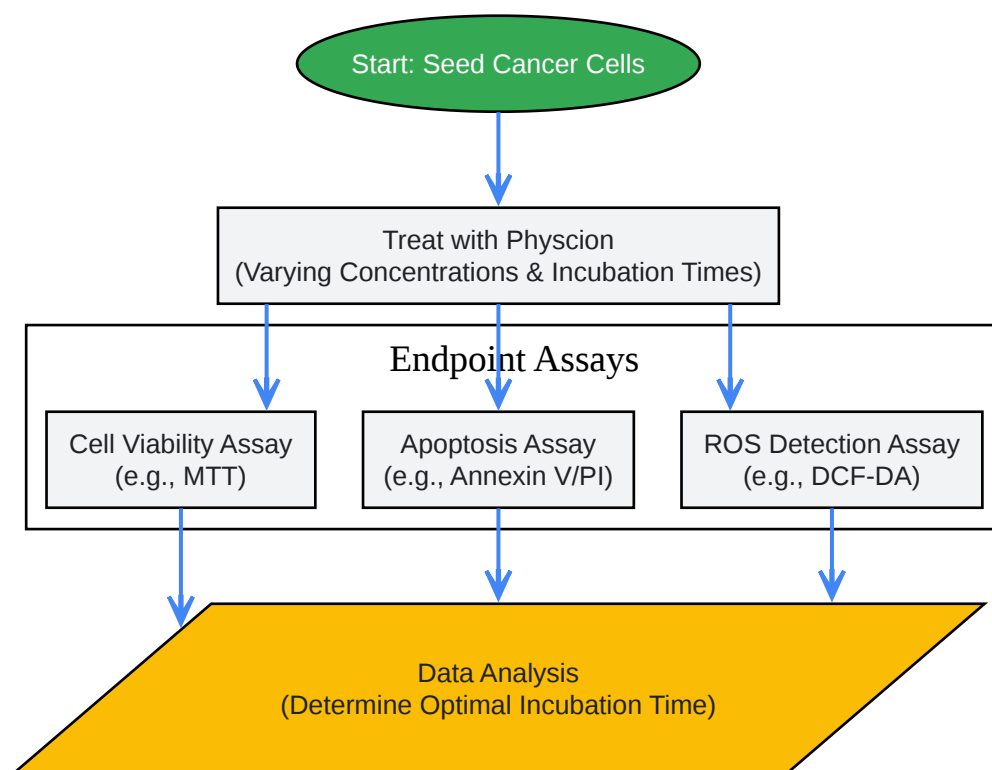 Start: Seed Cancer Cells
Treat with Physcion
(Varying Concentrations & Incubation Times)
Endpoint Assays
Cell Viability Assay
(e.g., MTT)
Apoptosis Assay
(e.g., Annexin V/PI)
ROS Detection Assay
(e.g., DCF-DA)
Data Analysis
(Determine Optimal Incubation Time)